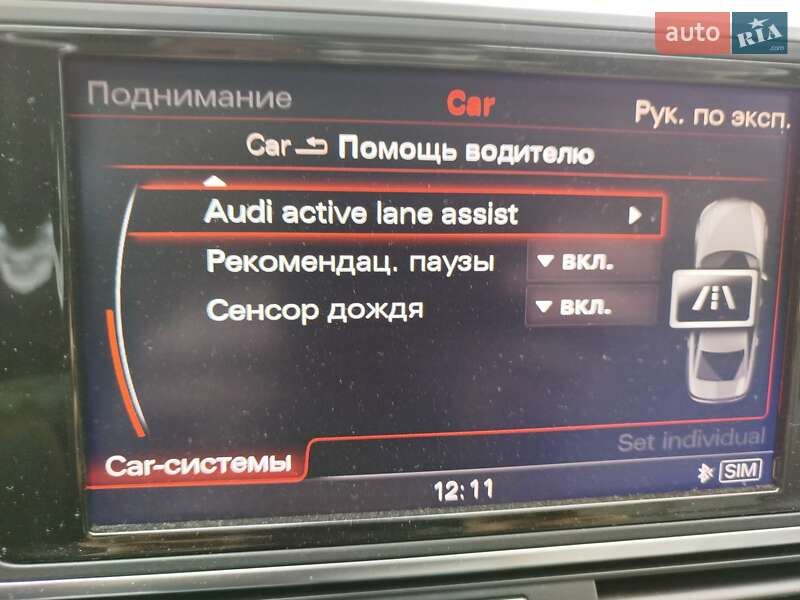 auto RIA .com
Поднимание Car Рук. по эксп.
Car Помощь водителю
Audi active lane assist
Рекомендац. паузы вкл.
Сенсор дождя вкл.
Set individual
Car-системы
SIM
12:11